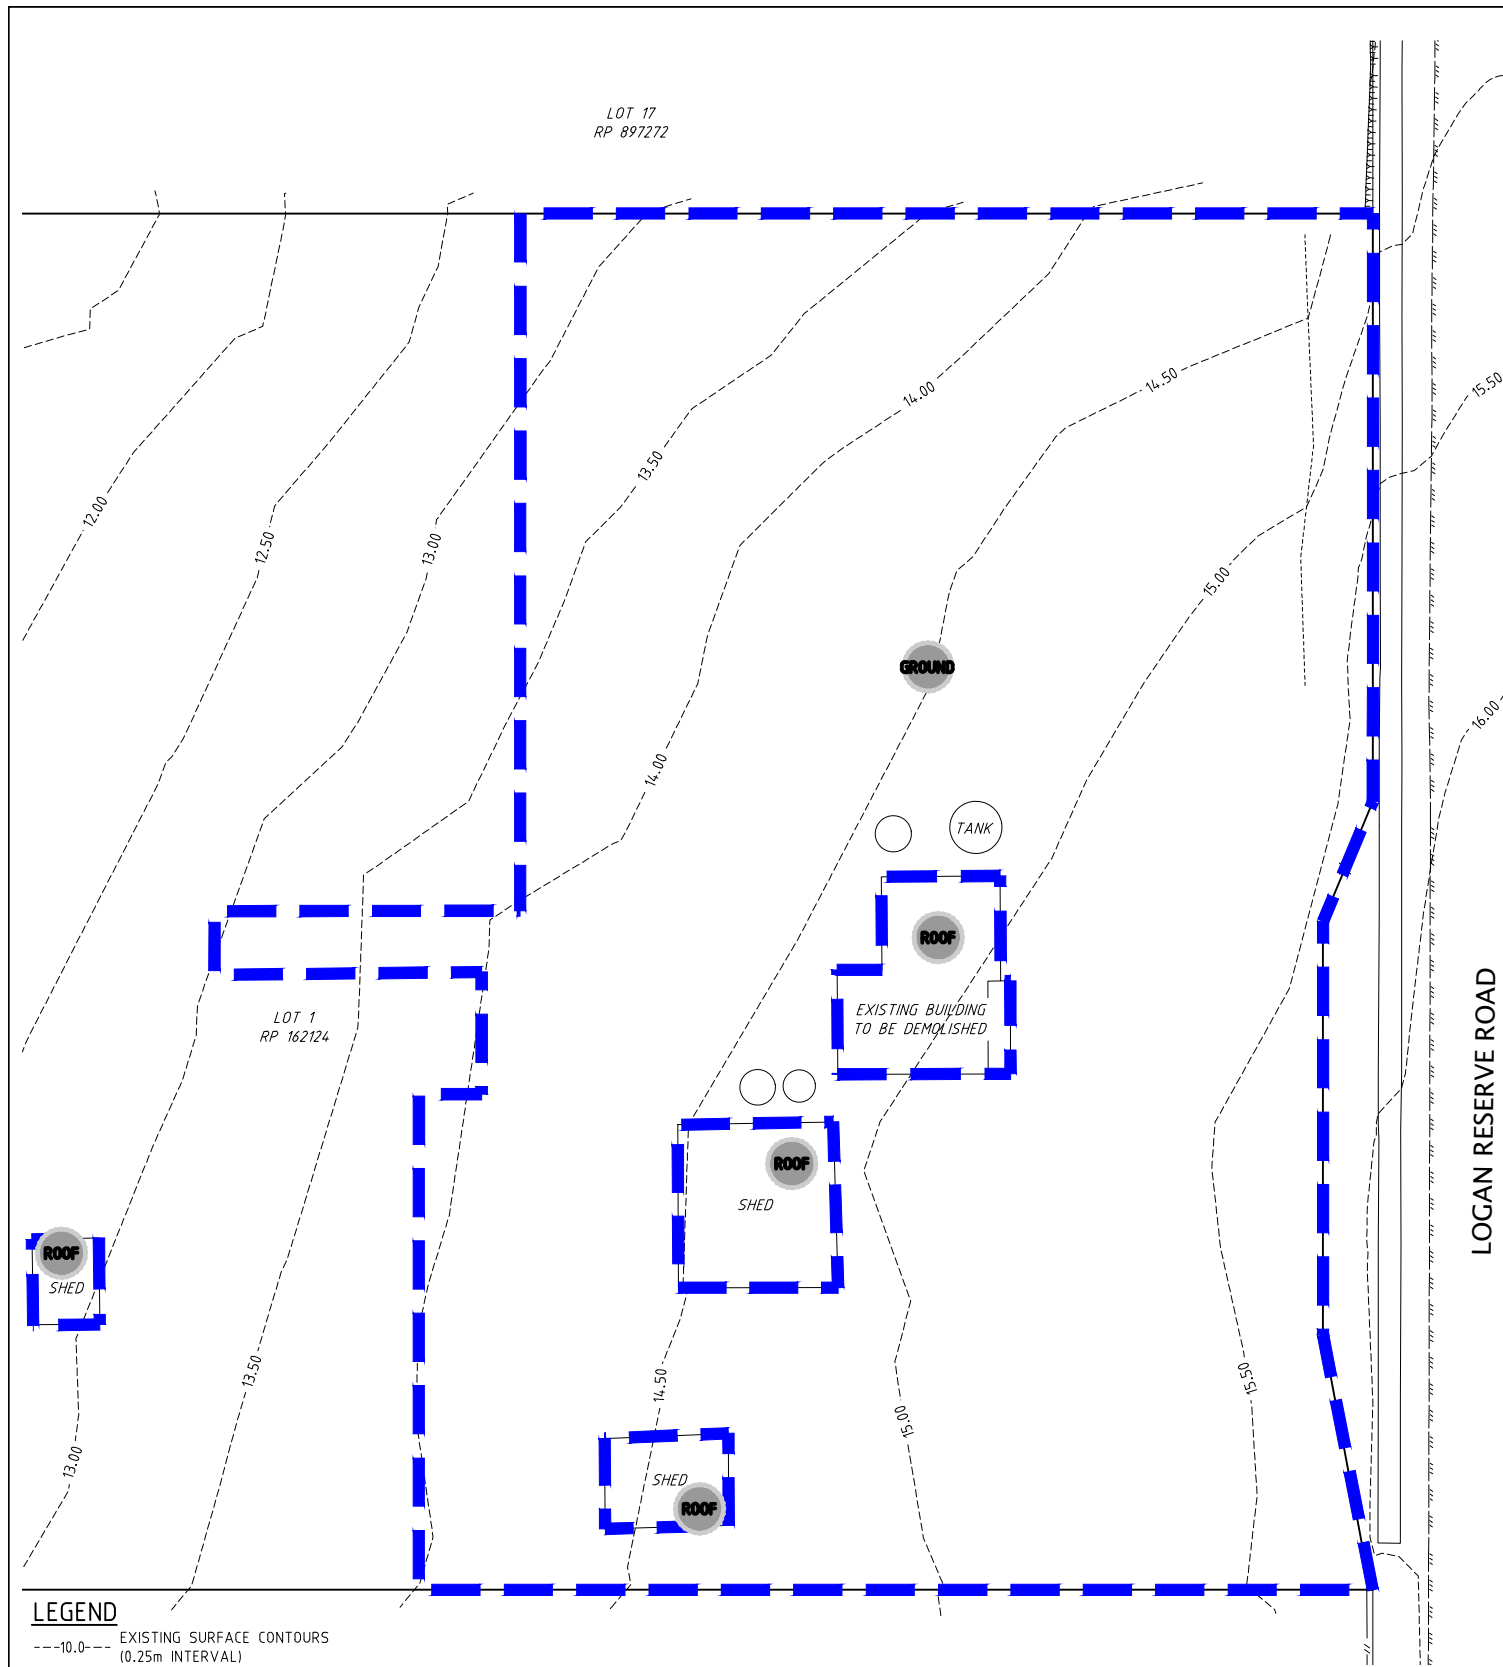 LOT 17
RP 897272
14.50
15.50
14.00
13.50
12.00
12.50
13.00
15.00
GROUND
16.00
14.00
TANK
ROOF
EXISTING BUILDING
TO BE DEMOLISHED
LOT 1
RP 162124
LOGAN RESERVE ROAD
ROOF
SHED
ROOF
SHED
13.50
14.50
15.00
15.50
13.00
SHED
ROOF
LEGEND
10.0
EXISTING SURFACE CONTOURS
(0.25m INTERVAL)